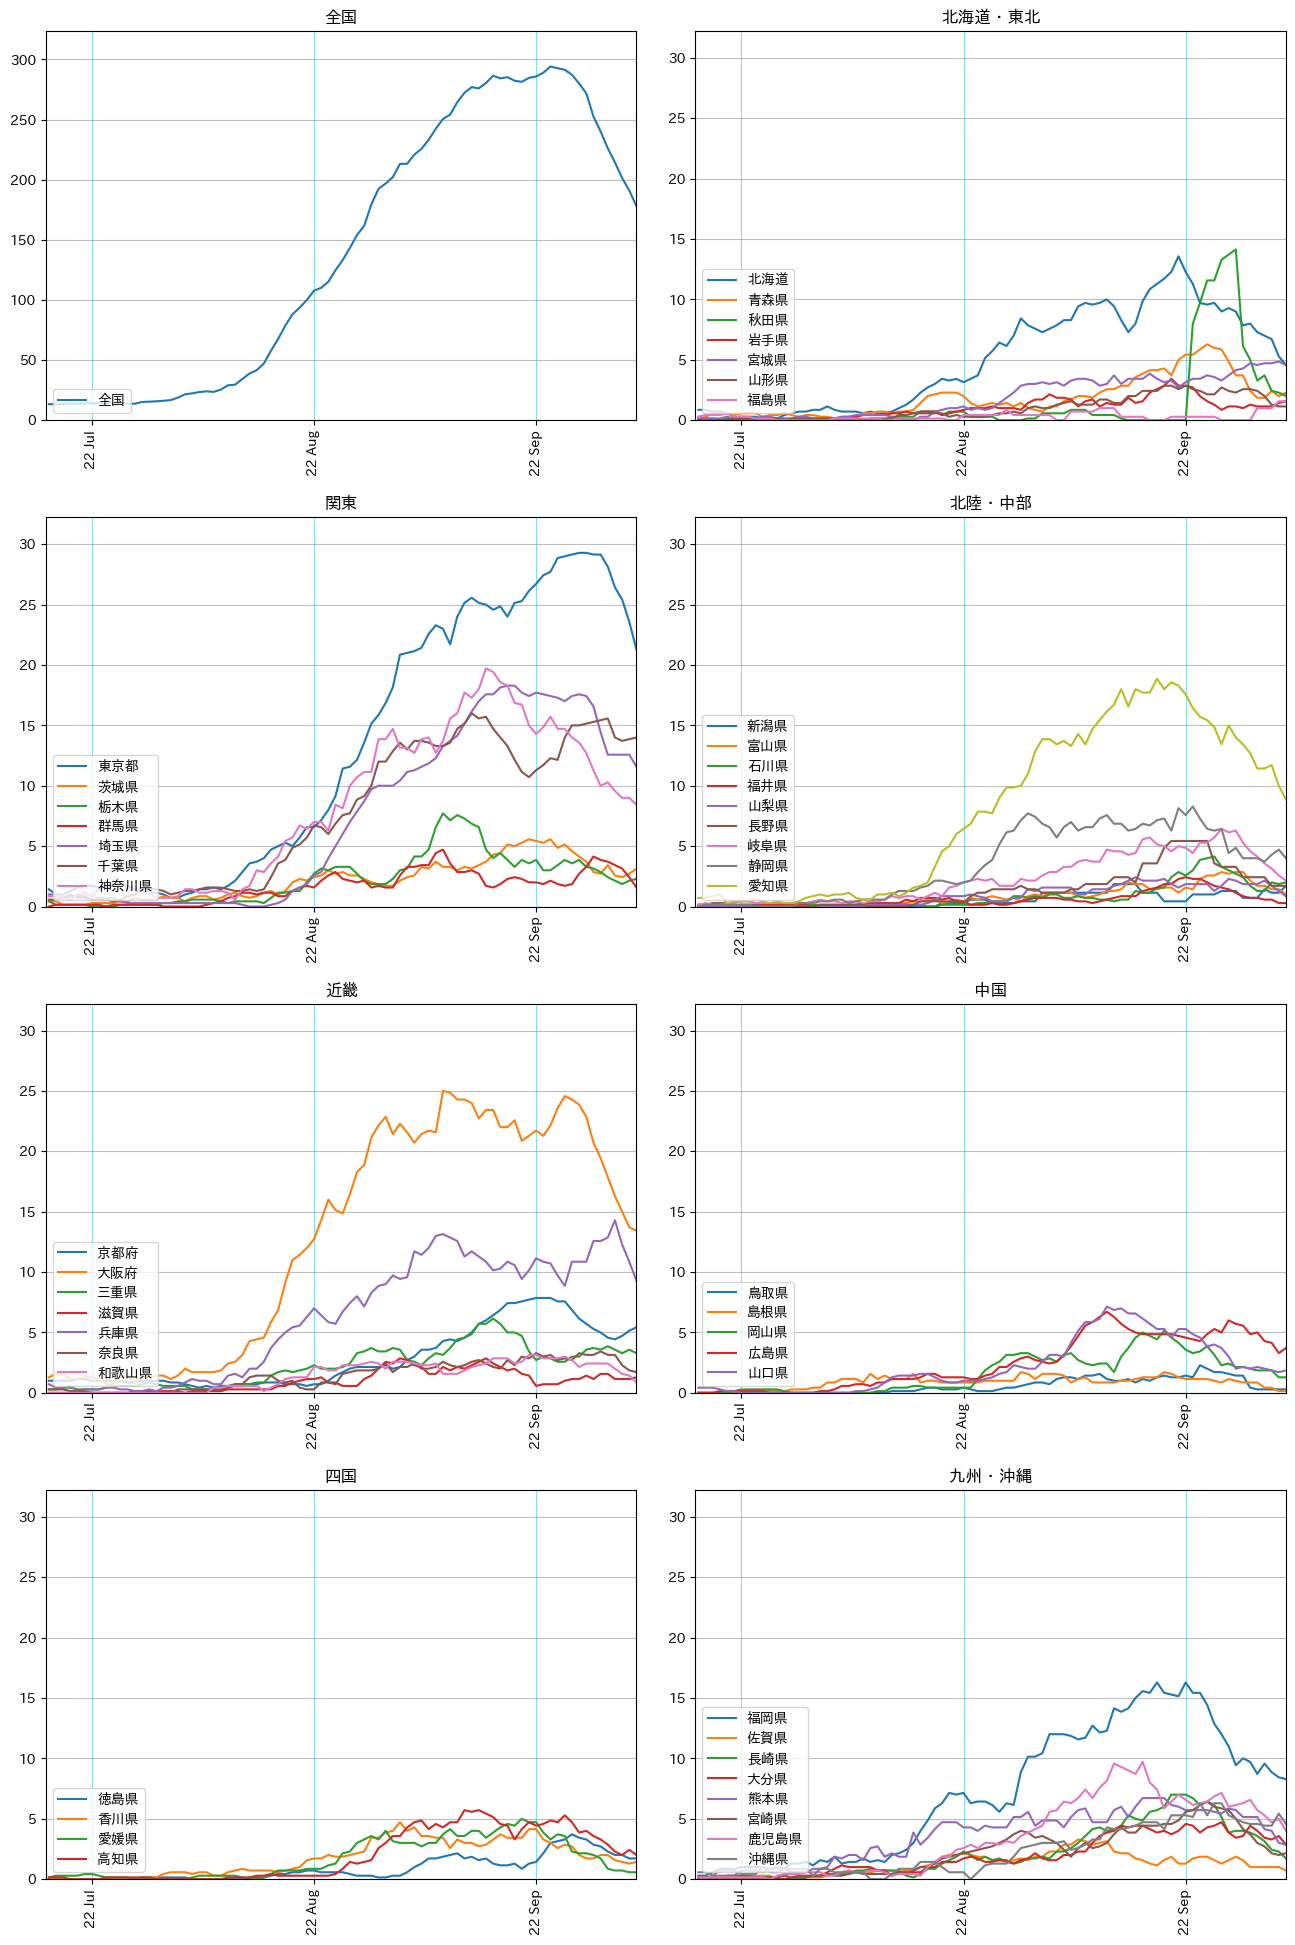 全国
300
250
200
150
100
50
0
全国
22 Jul
22 Aug
22 Sep
北海道・東北
30
25
20
15
10
5
0
北海道
青森県
秋田県
岩手県
宮城県
山形県
福島県
22 Jul
22 Aug
22 Sep
関東
30
25
20
15
10
5
0
東京都
茨城県
栃木県
群馬県
埼玉県
千葉県
神奈川県
22 Jul
22 Aug
22 Sep
北陸・中部
30
25
20
15
10
5
0
新潟県
富山県
石川県
福井県
山梨県
長野県
岐阜県
静岡県
愛知県
22 Jul
22 Aug
22 Sep
近畿
30
25
20
15
10
5
0
京都府
大阪府
三重県
滋賀県
兵庫県
奈良県
和歌山県
22 Jul
22 Aug
22 Sep
中国
30
25
20
15
10
5
0
鳥取県
島根県
岡山県
広島県
山口県
22 Jul
22 Aug
22 Sep
四国
30
25
20
15
10
5
0
徳島県
香川県
愛媛県
高知県
22 Jul
22 Aug
22 Sep
九州・沖縄
30
25
20
15
10
5
0
福岡県
佐賀県
長崎県
大分県
熊本県
宮崎県
鹿児島県
沖縄県
22 Jul
22 Aug
22 Sep